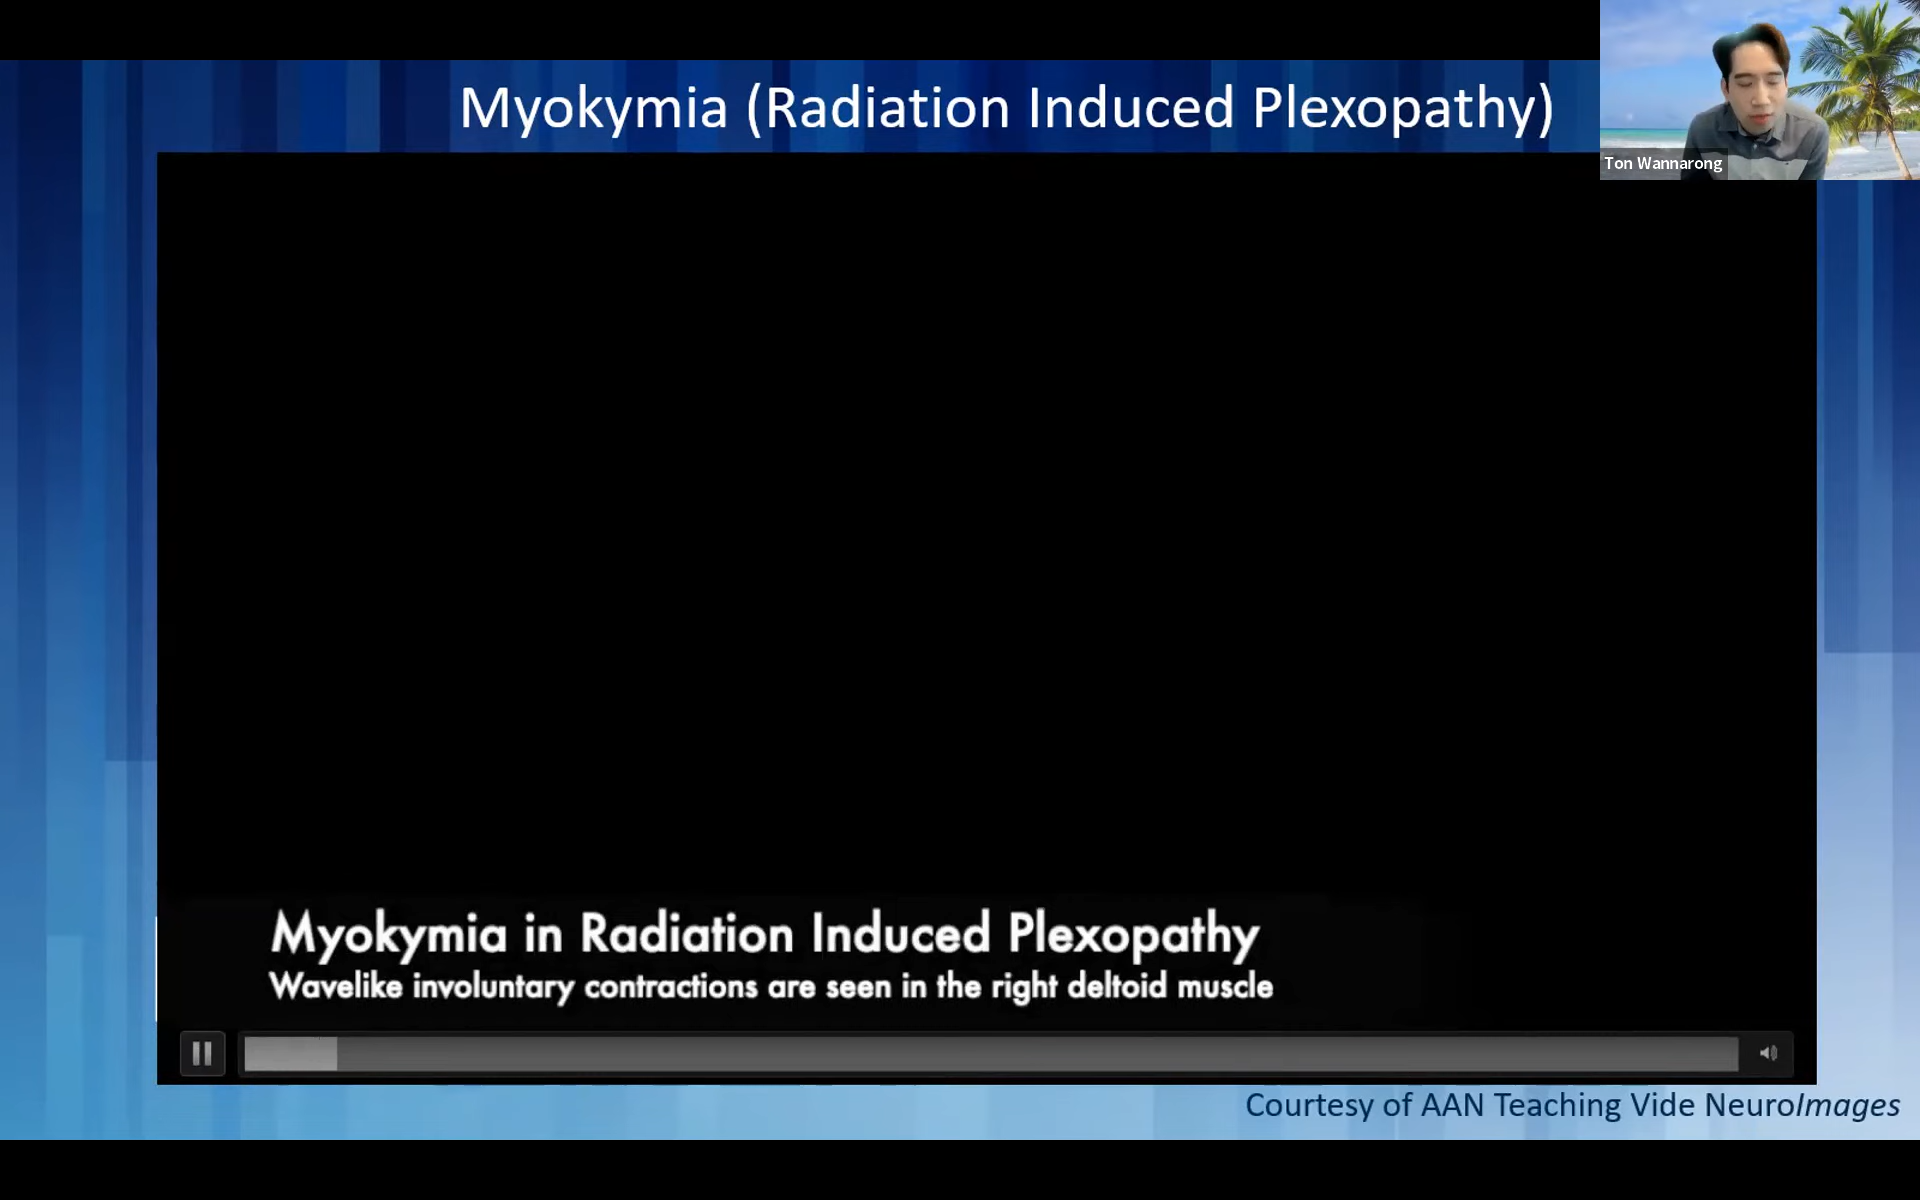 Myokymia (Radiation Induced Plexopathy)
Ton Wannarong
Myokymia in Radiation Induced Plexopathy
Wavelike involuntary contractions are seen in the right deltoid muscle
Courtesy of AAN Teaching Vide NeuroImages